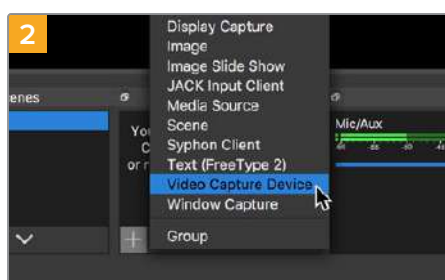 2
Display Capture
Image
Image Slide Show
JACK Input Client
Media Source
Scene
Syphon Client
Text (FreeType 2)
Video Capture Device
Window Capture
Group
enes
You
C
or r
Mic/Aux